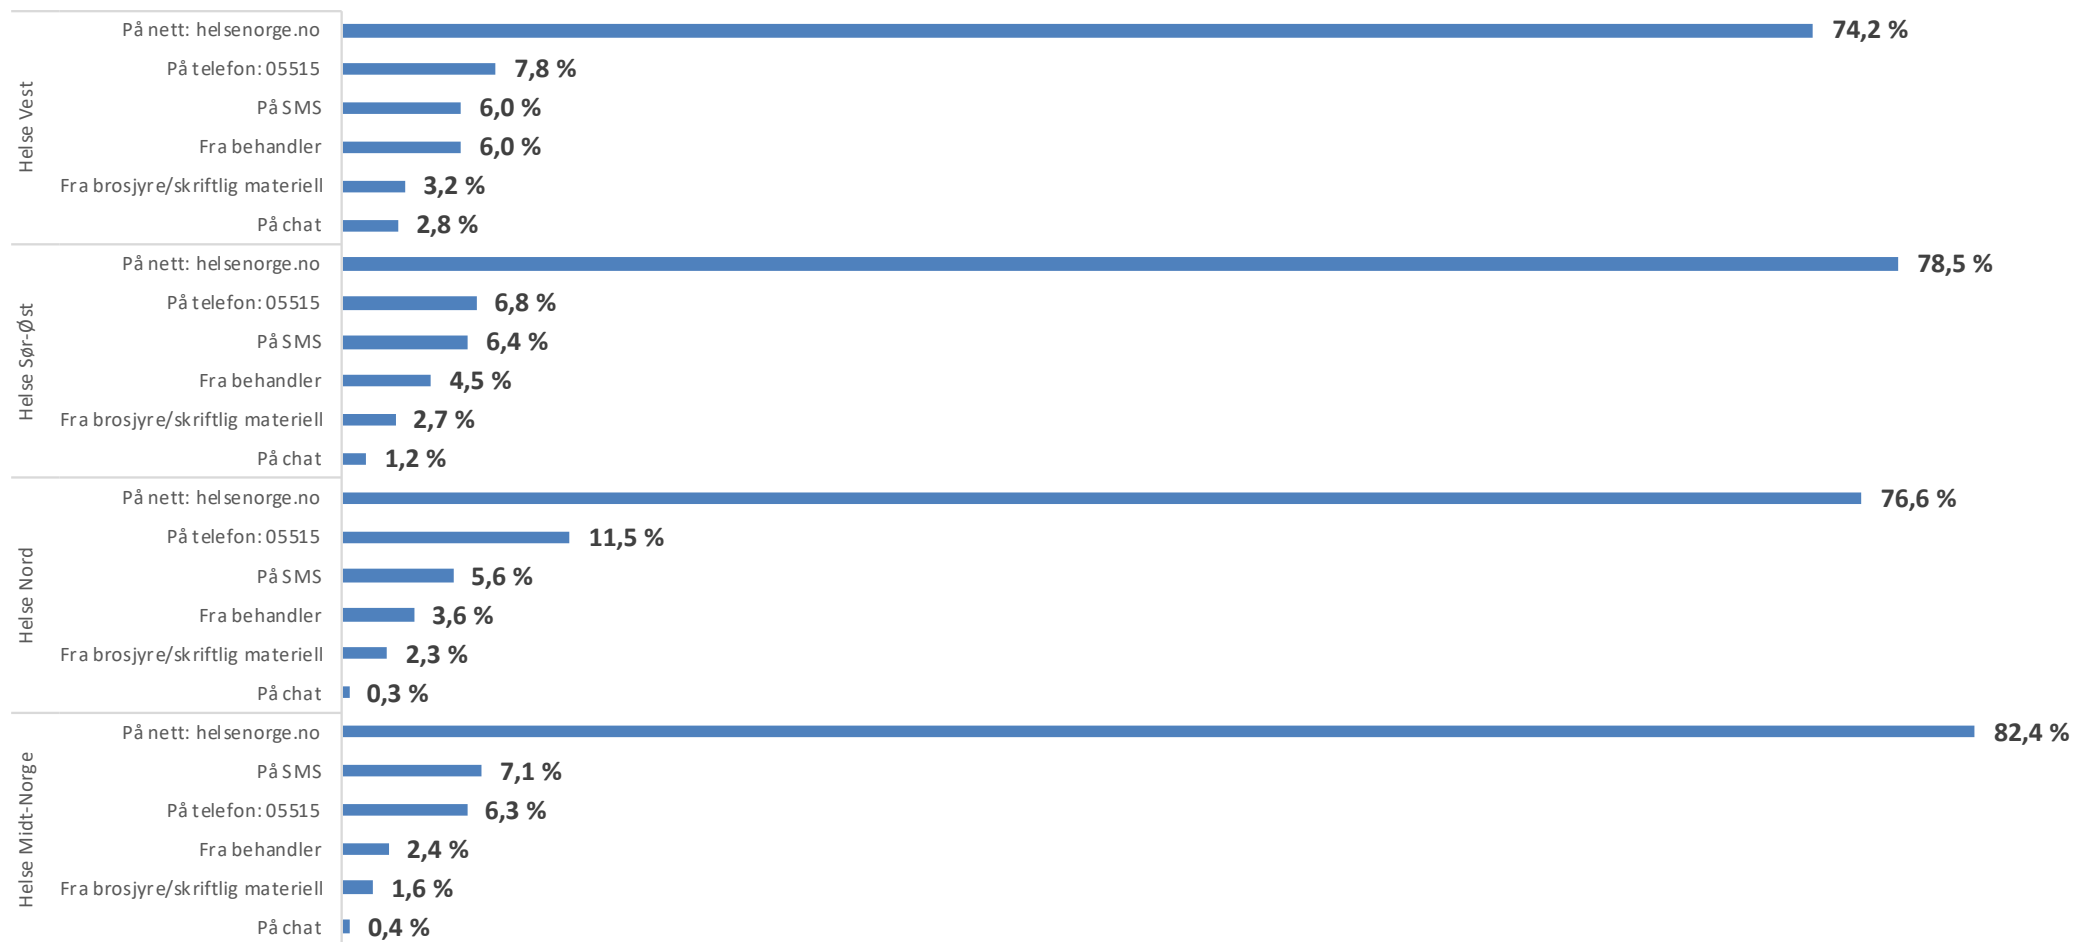 Helse Vest
På nett: helsenorge.no 74,2 %
På telefon: 05515 7,8 %
På SMS 6,0 %
Fra behandler 6,0 %
Fra brosjyre/skriftlig materiell 3,2 %
På chat 2,8 %
Helse Sør-Øst
På nett: helsenorge.no 78,5 %
På telefon: 05515 6,8 %
På SMS 6,4 %
Fra behandler 4,5 %
Fra brosjyre/skriftlig materiell 2,7 %
På chat 1,2 %
Helse Nord
På nett: helsenorge.no 76,6 %
På telefon: 05515 11,5 %
På SMS 5,6 %
Fra behandler 3,6 %
Fra brosjyre/skriftlig materiell 2,3 %
På chat 0,3 %
Helse Midt-Norge
På nett: helsenorge.no 82,4 %
På SMS 7,1 %
På telefon: 05515 6,3 %
Fra behandler 2,4 %
Fra brosjyre/skriftlig materiell 1,6 %
På chat 0,4 %